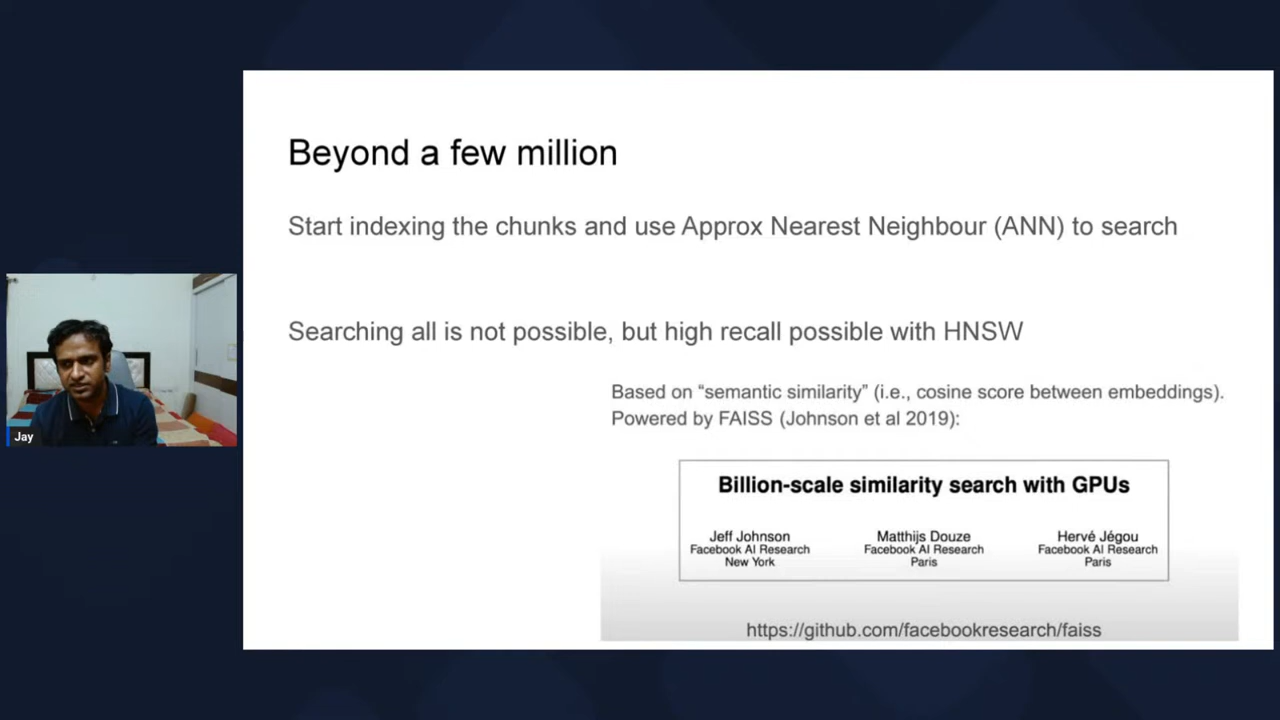 Beyond a few million
Start indexing the chunks and use Approx Nearest Neighbour (ANN) to search
Searching all is not possible, but high recall possible with HNSW
Based on “semantic similarity” (i.e., cosine score between embeddings).
Powered by FAISS (Johnson et al 2019):
Billion-scale similarity search with GPUs
Jeff Johnson
Facebook AI Research
New York
Matthijs Douze
Facebook AI Research
Paris
Hervé Jégou
Facebook AI Research
Paris
https://github.com/facebookresearch/faiss
Jay